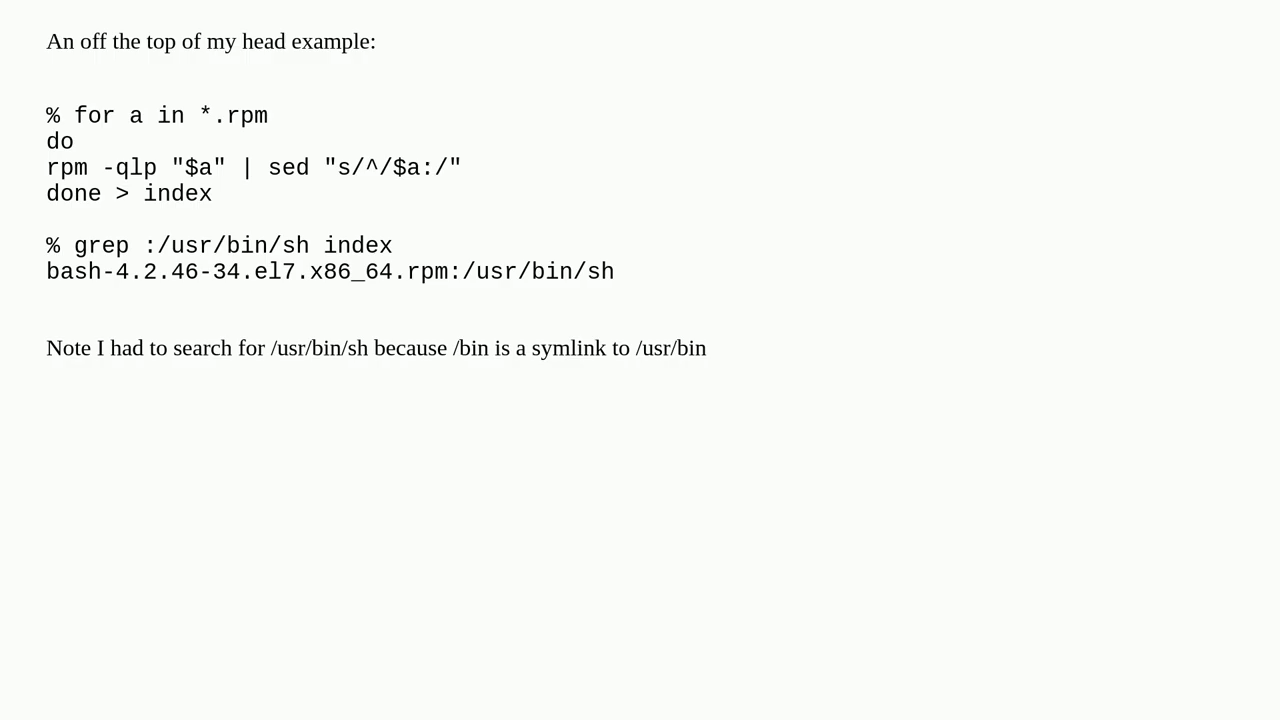 An off the top of my head example:
% for a in *.rpm
do
rpm -qlp "$a" | sed "s/^/$a:/"
done > index
% grep :/usr/bin/sh index
bash-4.2.46-34.el7.x86_64.rpm:/usr/bin/sh
Note I had to search for /usr/bin/sh because /bin is a symlink to /usr/bin